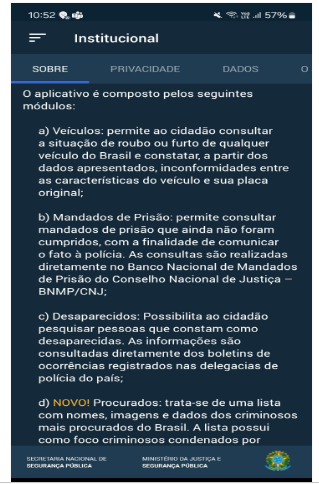 10:52
57%
Institucional
SOBRE PRIVACIDADE DADOS O
O aplicativo é composto pelos seguintes
módulos:
a) Veículos: permite ao cidadão consultar
a situação de roubo ou furto de qualquer
veículo do Brasil e constatar, a partir dos
dados apresentados, inconformidades entre
as características do veículo e sua placa
original;
b) Mandados de Prisão: permite consultar
mandados de prisão que ainda não foram
cumpridos, com a finalidade de comunicar
o fato à polícia. As consultas são realizadas
diretamente no Banco Nacional de Mandados
de Prisão do Conselho Nacional de Justiça –
BNMP/CNJ;
c) Desaparecidos: Possibilita ao cidadão
pesquisar pessoas que constam como
desaparecidas. As informações são
consultadas diretamente dos boletins de
ocorrências registrados nas delegacias de
polícia do país;
d) NOVO! Procurados: trata-se de uma lista
com nomes, imagens e dados dos criminosos
mais procurados do Brasil. A lista possui
como foco criminosos condenados por
SECRETARIA NACIONAL DE
SEGURANÇA PÚBLICA
MINISTÉRIO DA JUSTIÇA E
SEGURANÇA PÚBLICA